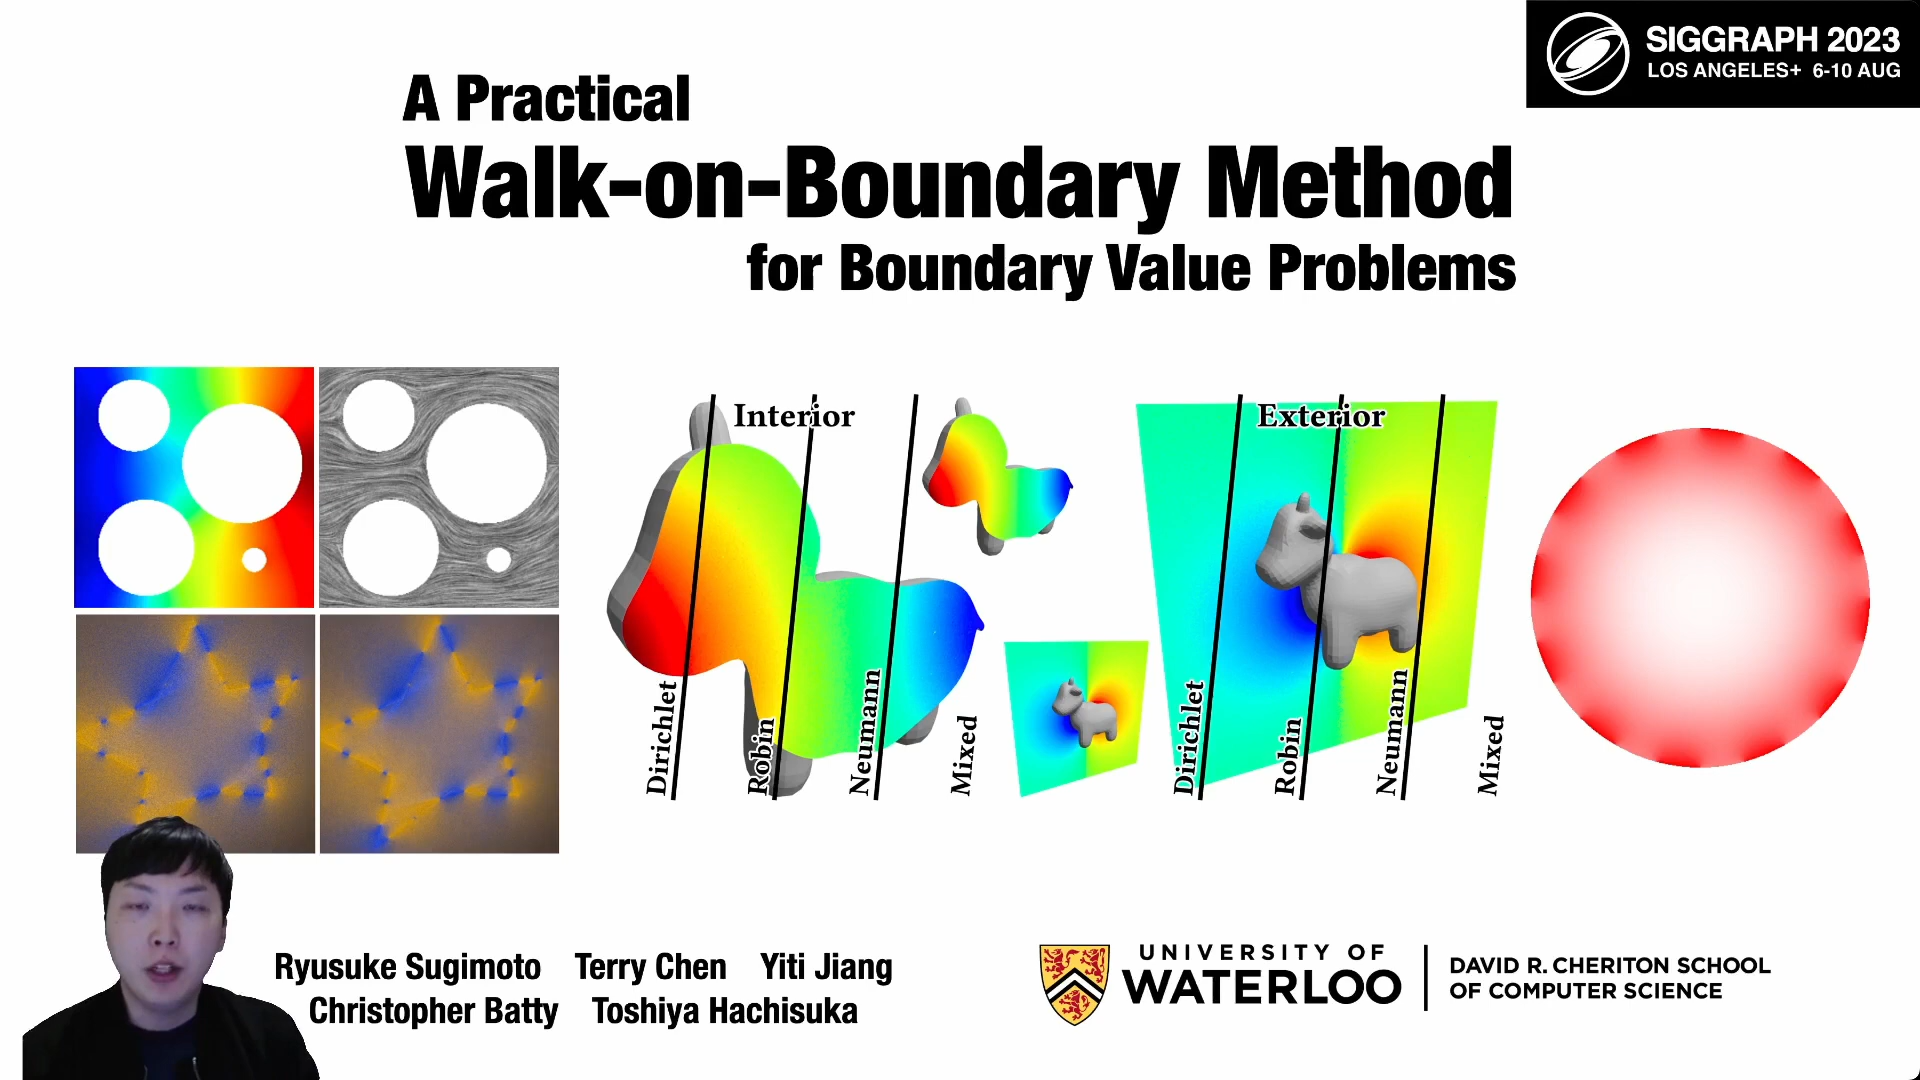 SIGGRAPH 2023
LOS ANGELES+ 6-10 AUG
A Practical
Walk-on-Boundary Method
for Boundary Value Problems
Interior
Dirichlet
Robin
Neumann
Mixed
Exterior
Dirichlet
Robin
Neumann
Mixed
Ryusuke Sugimoto Terry Chen Yiti Jiang
Christopher Batty Toshiya Hachisuka
UNIVERSITY OF
WATERLOO
DAVID R. CHERITON SCHOOL
OF COMPUTER SCIENCE